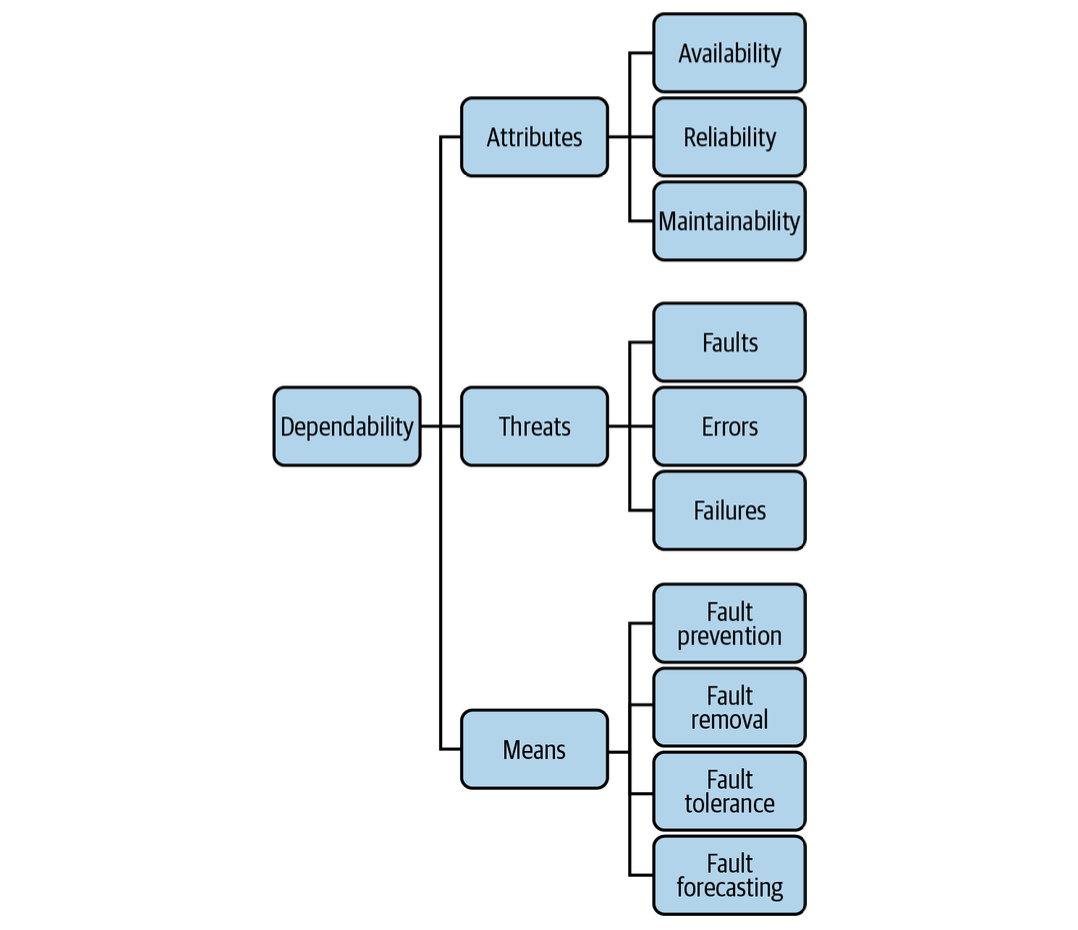 Availability
Attributes
Reliability
Maintainability
Faults
Dependability
Threats
Errors
Failures
Fault
prevention
Fault
removal
Means
Fault
tolerance
Fault
forecasting